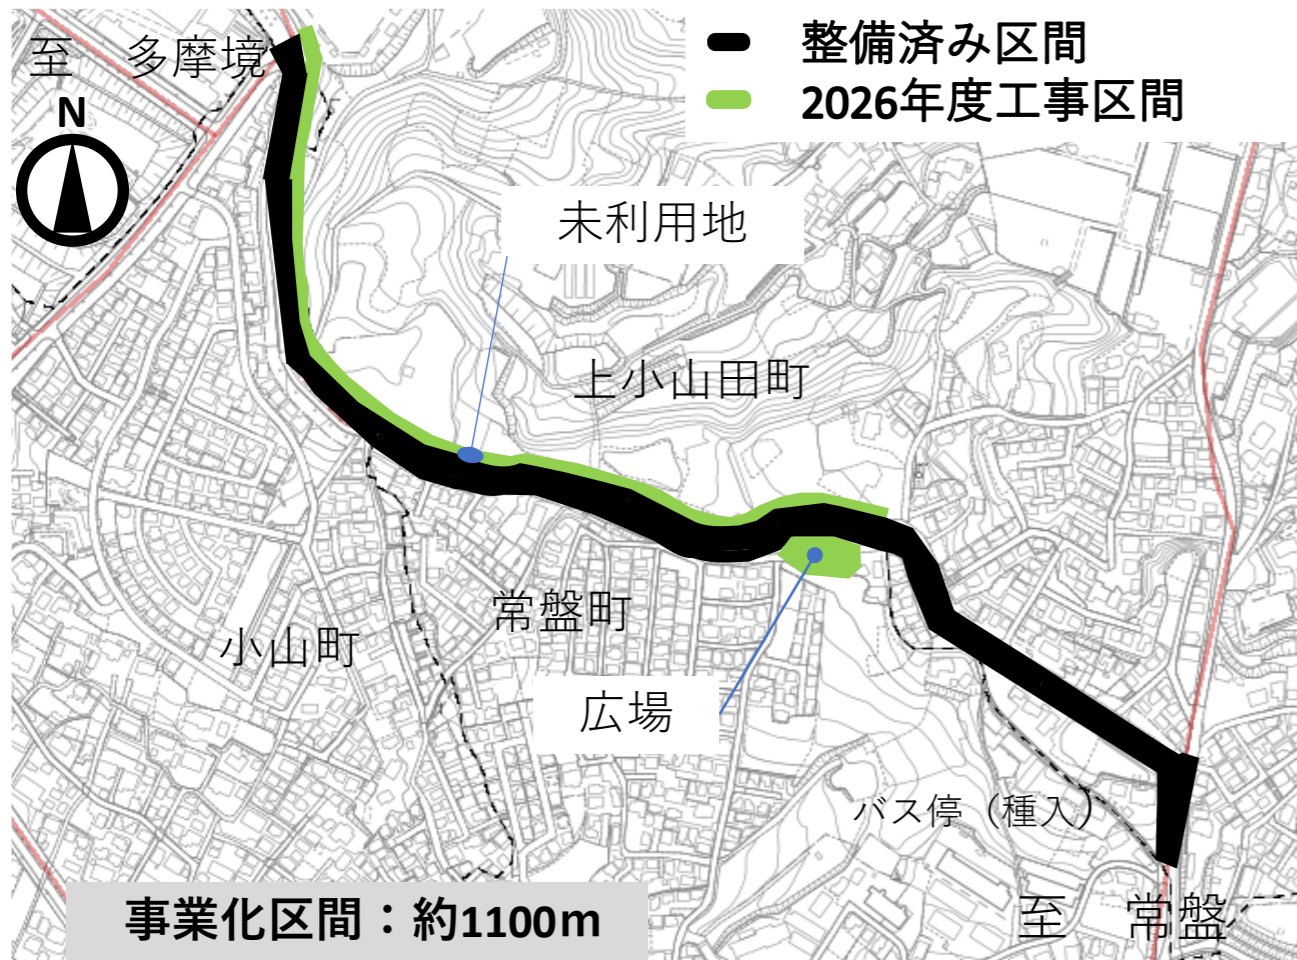 整備済み区間
2026年度工事区間
至　多摩境
N
未利用地
上小山田町
常盤町
小山町
広場
バス停（種入）
至　常盤
事業化区間：約1100m